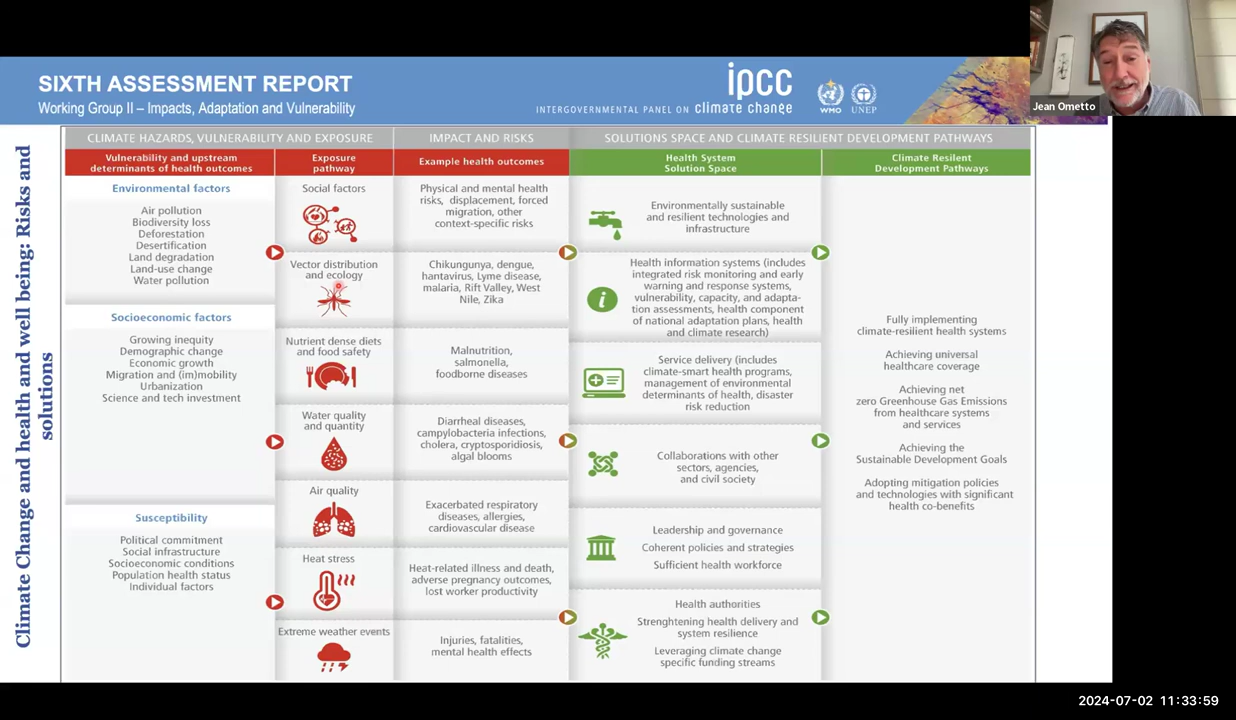 SIXTH ASSESSMENT REPORT
Working Group II – Impacts, Adaptation and Vulnerability
ipcc
INTERGOVERNMENTAL PANEL ON climate change
WMO
UNEP
Jean Ometto
Climate Change and health and well being: Risks and
solutions
CLIMATE HAZARDS, VULNERABILITY AND EXPOSURE
IMPACT AND RISKS
SOLUTIONS SPACE AND CLIMATE RESILIENT DEVELOPMENT PATHWAYS
Vulnerability and upstream
determinants of health outcomes
Exposure
pathway
Example health outcomes
Health System
Solution Space
Climate Resilent
Development Pathways
Environmental factors
Air pollution
Biodiversity loss
Deforestation
Desertification
Land degradation
Land-use change
Water pollution
Socioeconomic factors
Growing inequity
Demographic change
Economic growth
Migration and (im)mobility
Urbanization
Science and tech investment
Susceptibility
Political commitment
Social infrastructure
Socioeconomic conditions
Population health status
Individual factors
Social factors
Vector distribution
and ecology
Nutrient dense diets
and food safety
Water quality
and quantity
Air quality
Heat stress
Extreme weather events
Physical and mental health
risks, displacement, forced
migration, other
context-specific risks
Chikungunya, dengue,
hantavirus, Lyme disease,
malaria, Rift Valley, West
Nile, Zika
Malnutrition,
salmonella,
foodborne diseases
Diarrheal diseases,
campylobacteria infections,
cholera, cryptosporidiosis,
algal blooms
Exacerbated respiratory
diseases, allergies,
cardiovascular disease
Heat-related illness and death,
adverse pregnancy outcomes,
lost worker productivity
Injuries, fatalities,
mental health effects
Environmentally sustainable
and resilient technologies and
infrastructure
Health information systems (includes
integrated risk monitoring and early
warning and response systems,
vulnerability, capacity, and adapta-
tion assessments, health component
of national adaptation plans, health
and climate research)
Service delivery (includes
climate-smart health programs,
management of environmental
determinants of health, disaster
risk reduction)
Collaborations with other
sectors, agencies,
and civil society
Leadership and governance
Coherent policies and strategies
Sufficient health workforce
Health authorities
Strenghtening health delivery and
system resilience
Leveraging climate change
specific funding streams
Fully implementing
climate-resilient health systems
Achieving universal
healthcare coverage
Achieving net
zero Greenhouse Gas Emissions
from healthcare systems
and services
Achieving the
Sustainable Development Goals
Adopting mitigation policies
and technologies with significant
health co-benefits
2024-07-02 11:33:59